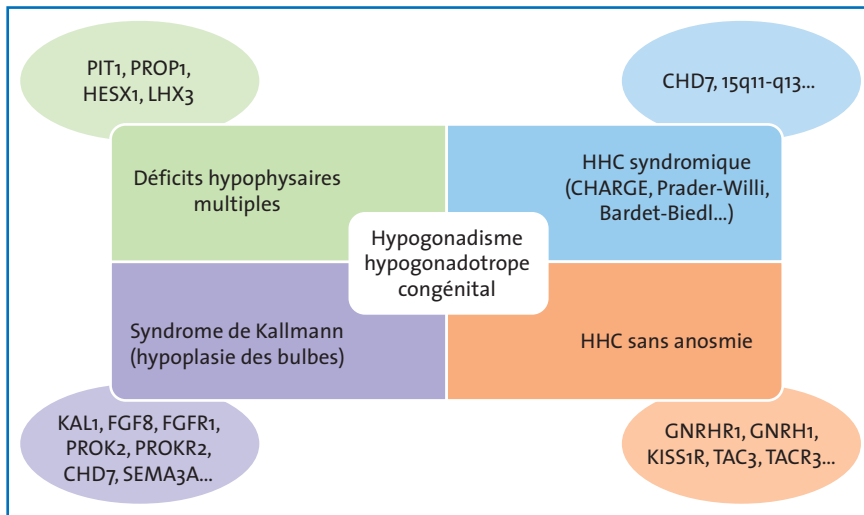 PIT1, PROP1,
HESX1, LHX3
CHD7, 15q11-q13...
Déficits hypophysaires
multiples
HHC syndromique
(CHARGE, Prader-Willi,
Bardet-Biedl...)
Hypogonadisme
hypogonadotrope
congénital
Syndrome de Kallmann
(hypoplasie des bulbes)
HHC sans anosmie
KAL1, FGF8, FGFR1,
PROK2, PROKR2,
CHD7, SEMA3A...
GNRHR1, GNRH1,
KISS1R, TAC3, TACR3...